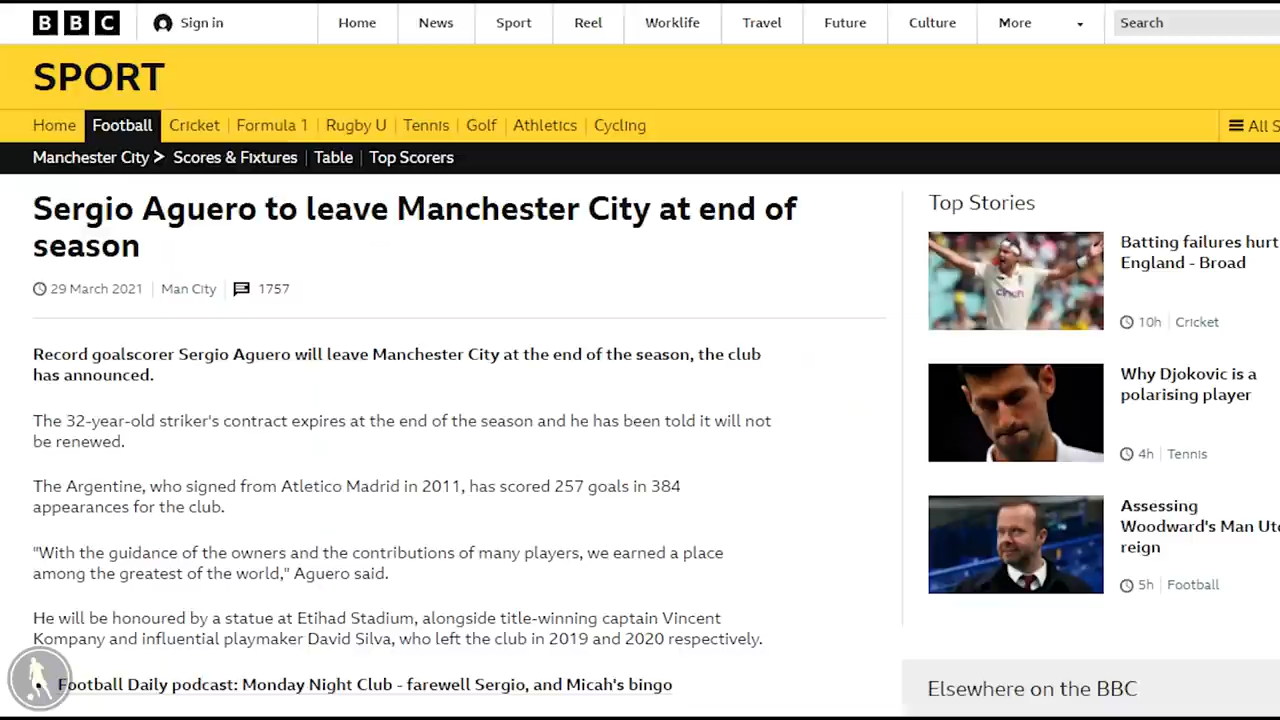 BBC Sign in Home News Sport Reel Worklife Travel Future Culture More Search
SPORT
Home Football Cricket Formula 1 Rugby U Tennis Golf Athletics Cycling All S
Manchester City Scores & Fixtures Table Top Scorers
Sergio Aguero to leave Manchester City at end of
season
29 March 2021 Man City 1757
Record goalscorer Sergio Aguero will leave Manchester City at the end of the season, the club
has announced.
The 32-year-old striker's contract expires at the end of the season and he has been told it will not
be renewed.
The Argentine, who signed from Atletico Madrid in 2011, has scored 257 goals in 384
appearances for the club.
"With the guidance of the owners and the contributions of many players, we earned a place
among the greatest of the world," Aguero said.
He will be honoured by a statue at Etihad Stadium, alongside title-winning captain Vincent
Kompany and influential playmaker David Silva, who left the club in 2019 and 2020 respectively.
Football Daily podcast: Monday Night Club - farewell Sergio, and Micah's bingo
Top Stories
Batting failures hurt
England - Broad
10h Cricket
cinch
Why Djokovic is a
polarising player
4h Tennis
Assessing
Woodward's Man Utd
reign
5h Football
Elsewhere on the BBC